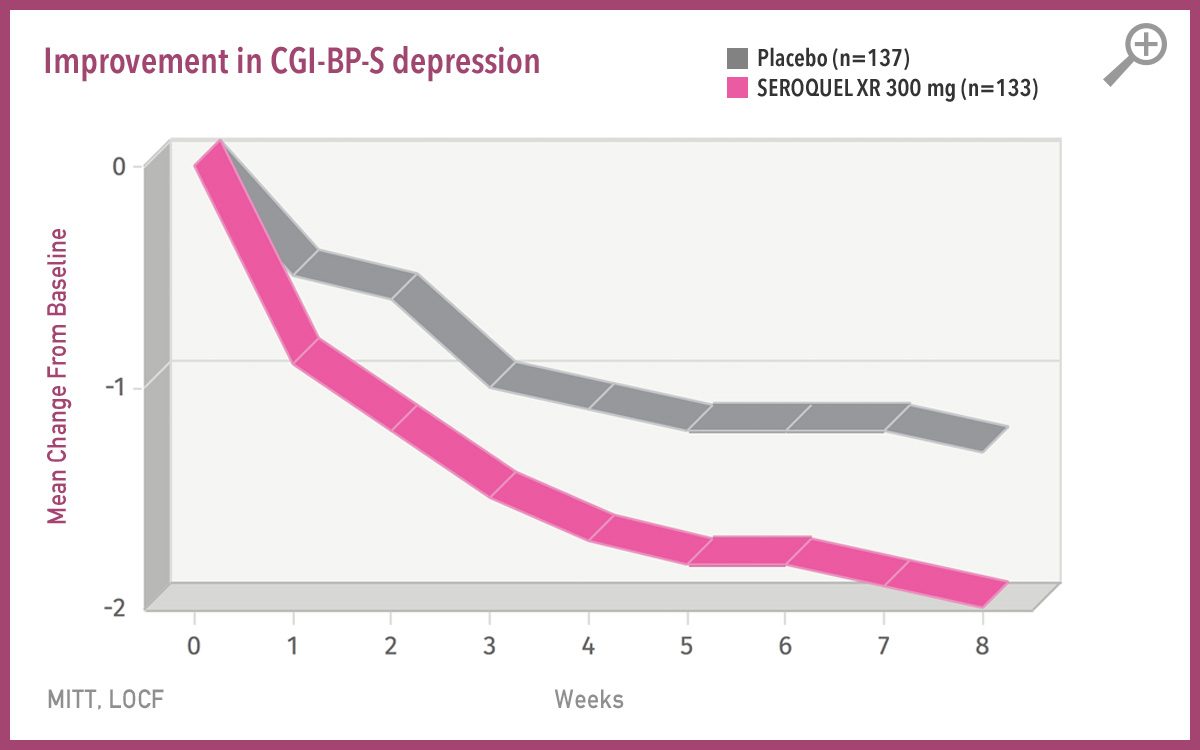 Improvement in CGI-BP-S depression
Placebo (n=137)
SEROQUEL XR 300 mg (n=133)
Mean Change From Baseline
0
-1
-2
0 1 2 3 4 5 6 7 8
MITT, LOCF
Weeks